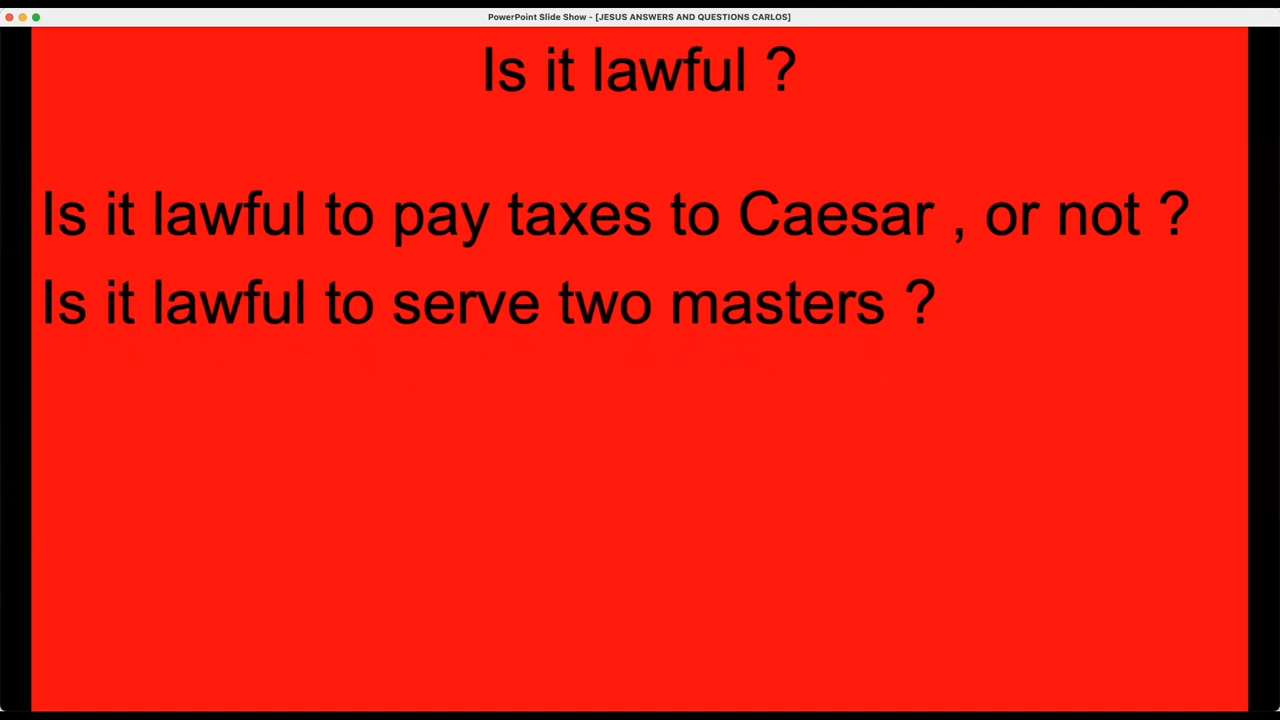 PowerPoint Slide Show - [JESUS ANSWERS AND QUESTIONS CARLOS]
Is it lawful ?
Is it lawful to pay taxes to Caesar , or not ?
Is it lawful to serve two masters ?